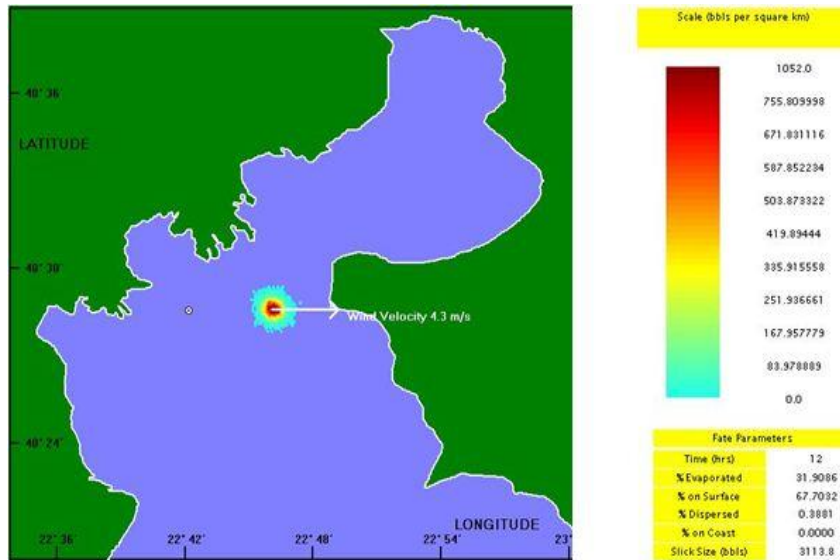 Scale (bbls per square km)
1052.0
755.809998
671.831116
587.852234
503.873322
419.89444
335.915558
251.936661
167.957779
83.978889
0.0
40° 36
LATITUDE
40° 30
Wind Velocity 4.3 m/s
40° 24'
LONGITUDE
22° 36
22° 42
22° 48
22° 54
23°
Fate Parameters
Time (hrs) 12
% Evaporated 31.9086
% on Surface 67.7032
% Dispersed 0.3881
% on Coast 0.0000
Slick Size (bbls) 3113.8